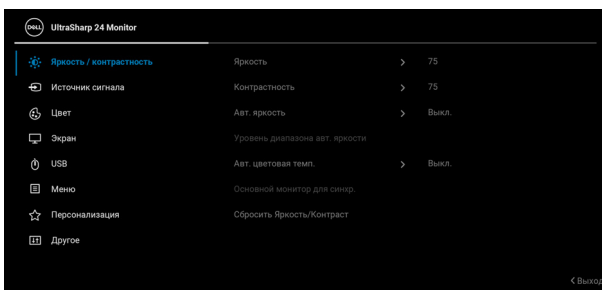 DELL UltraSharp 24 Monitor
Яркость / контрастность Яркость 75
Источник сигнала Контрастность 75
Цвет Авт. яркость Выкл.
Экран Уровень диапазона авт. яркости
USB Авт. цветовая темп. Выкл.
Меню Основной монитор для синхр.
Персонализация Сбросить Яркость/Контраст
Другое
Выход